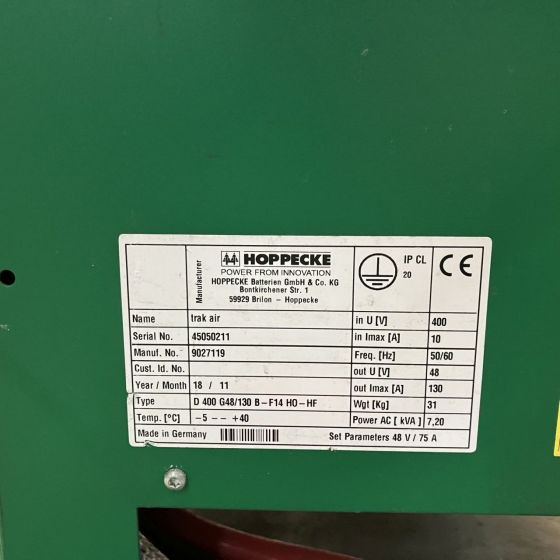 Manufacturer
HOPPECKE
POWER FROM INNOVATION
HOPPECKE Batterien GmbH & Co. KG
Bontkirchener Str. 1
59929 Brilon - Hoppecke
IP CL
20
CE
Name trak air in U [V] 400
Serial No. 45050211 in Imax [A] 10
Manuf. No. 9027119 Freq. [Hz] 50/60
Cust. Id. No. out U [V] 48
Year / Month 18 / 11 out Imax [A] 130
Type D 400 G48/130 B-F14 HO-HF Wgt [Kg] 31
Temp. [°C] -5 -- +40 Power AC [ kVA ] 7,20
Made in Germany Set Parameters 48 V / 75 A